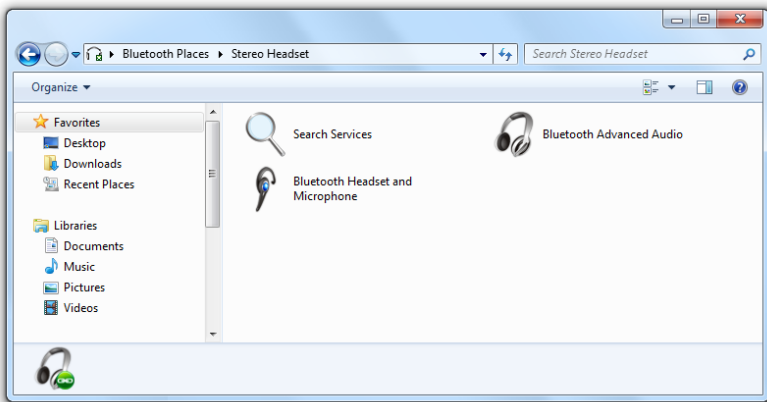 Bluetooth Places Stereo Headset Search Stereo Headset
Organize
Favorites
Desktop
Downloads
Recent Places
Libraries
Documents
Music
Pictures
Videos
Search Services
Bluetooth Advanced Audio
Bluetooth Headset and
Microphone